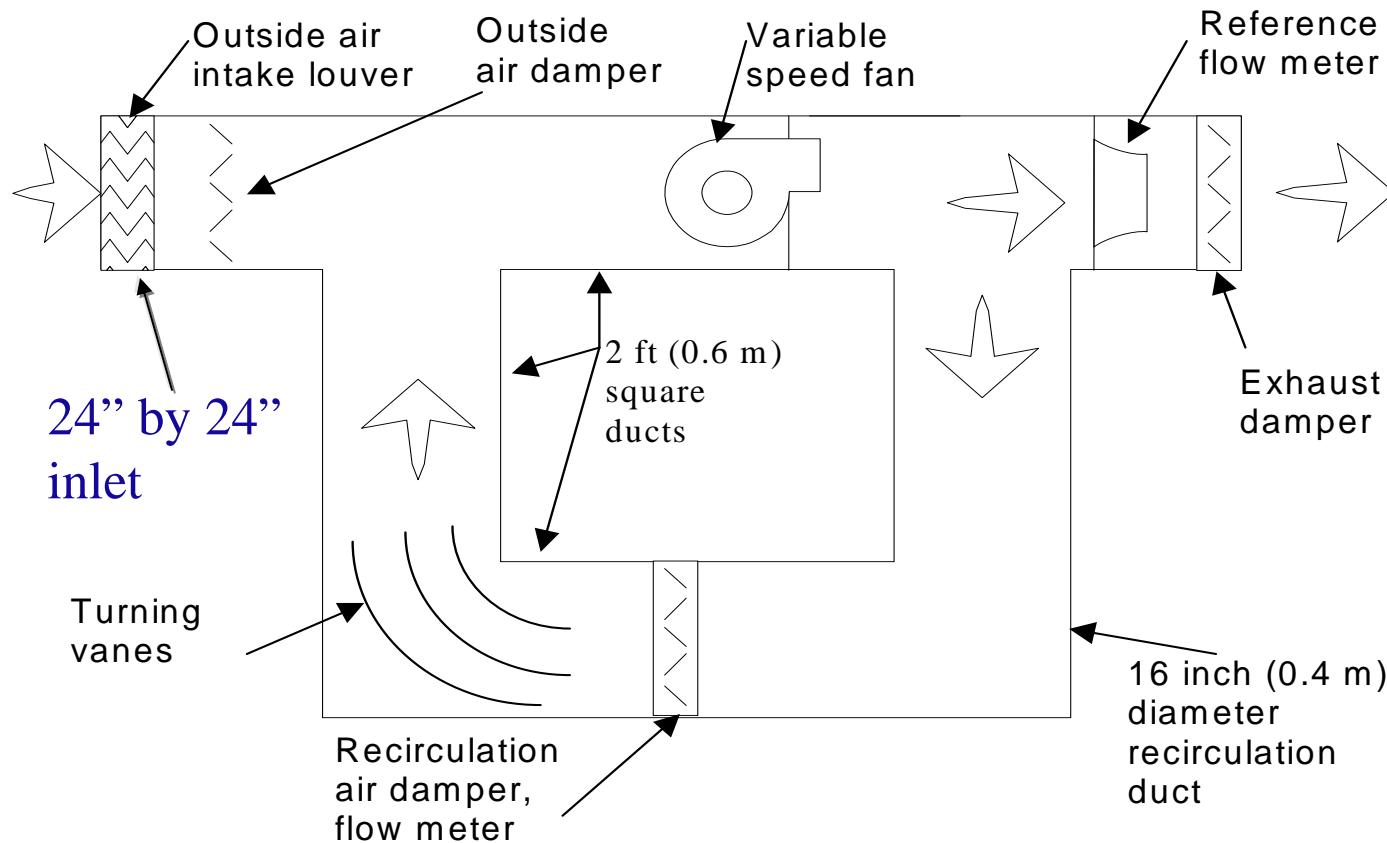 Outside air
intake louver
Outside
air damper
Variable
speed fan
Reference
flow meter
24” by 24”
inlet
2 ft (0.6 m)
square
ducts
Exhaust
damper
Turning
vanes
Recirculation
air damper,
flow meter
16 inch (0.4 m)
diameter
recirculation
duct